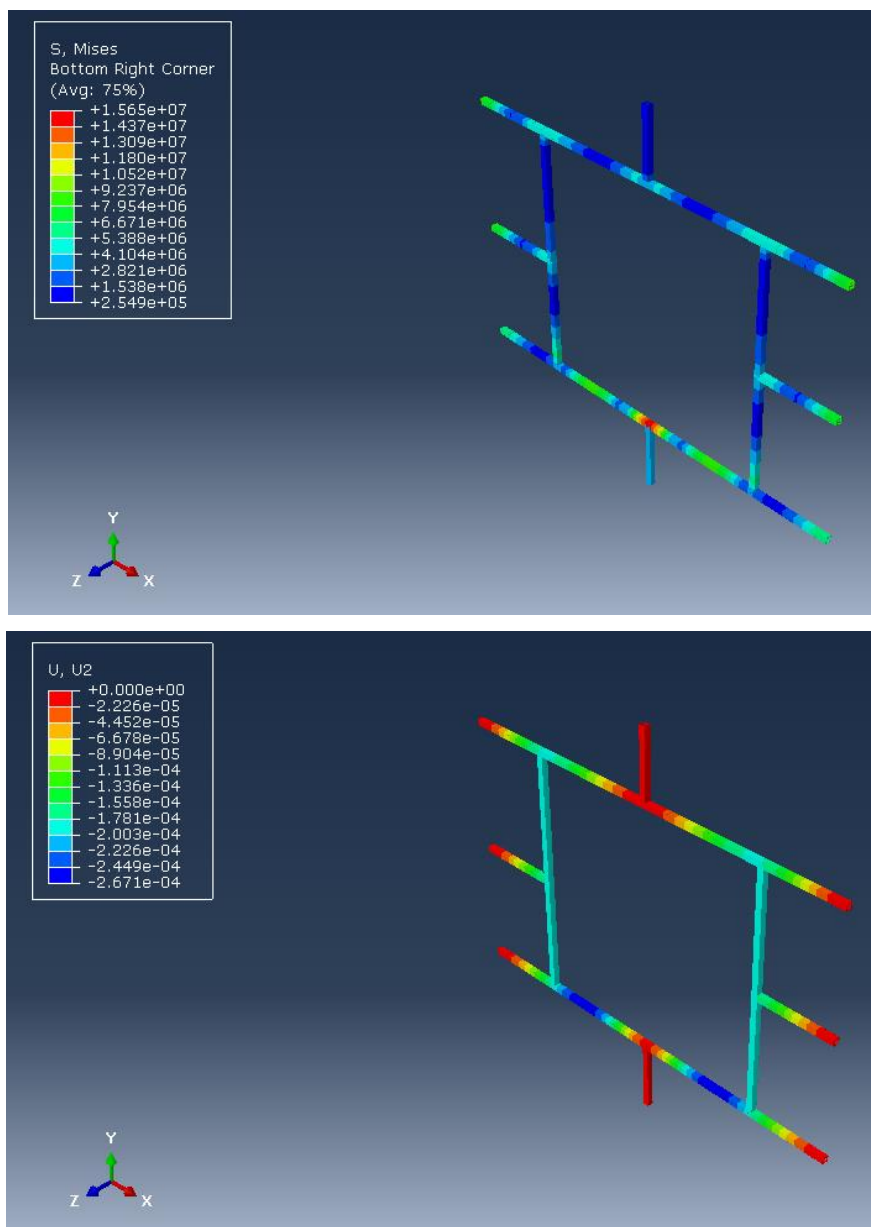 S, Mises
Bottom Right Corner
(Avg: 75%)
+1.565e+07
+1.437e+07
+1.309e+07
+1.180e+07
+1.052e+07
+9.237e+06
+7.954e+06
+6.671e+06
+5.388e+06
+4.104e+06
+2.821e+06
+1.538e+06
+2.549e+05
Y
Z X
U, U2
+0.000e+00
-2.226e-05
-4.452e-05
-6.678e-05
-8.904e-05
-1.113e-04
-1.336e-04
-1.558e-04
-1.781e-04
-2.003e-04
-2.226e-04
-2.449e-04
-2.671e-04
Y
Z X